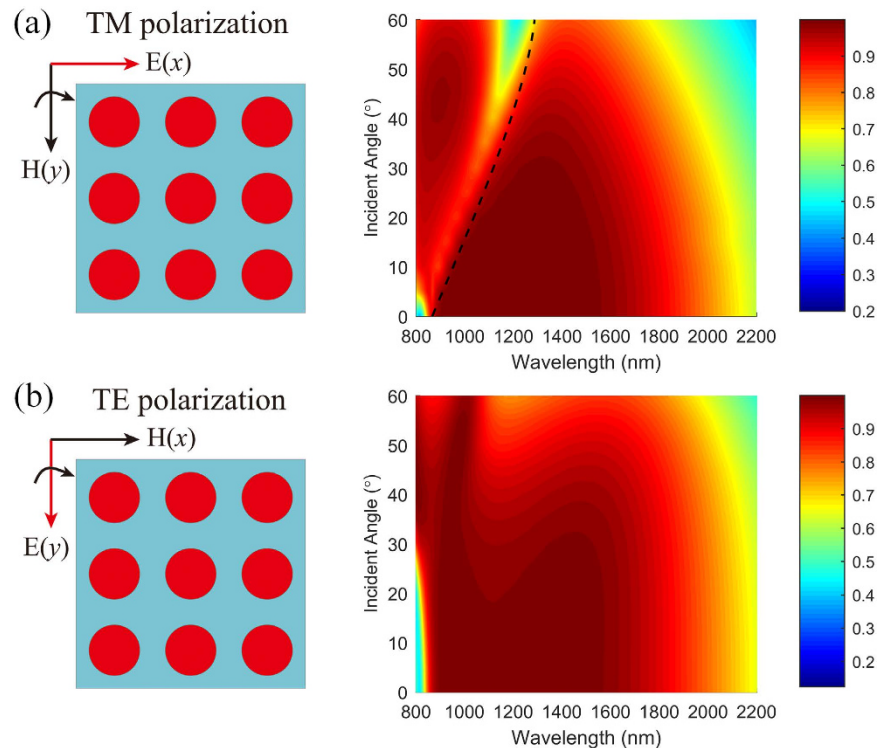 (a) TM polarization
E(x)
H(y)
Incident Angle (°)
60
50
40
30
20
10
0
800 1000 1200 1400 1600 1800 2000 2200
Wavelength (nm)
0.9
0.8
0.7
0.6
0.5
0.4
0.3
0.2
(b) TE polarization
H(x)
E(y)
Incident Angle (°)
60
50
40
30
20
10
0
800 1000 1200 1400 1600 1800 2000 2200
Wavelength (nm)
0.9
0.8
0.7
0.6
0.5
0.4
0.3
0.2